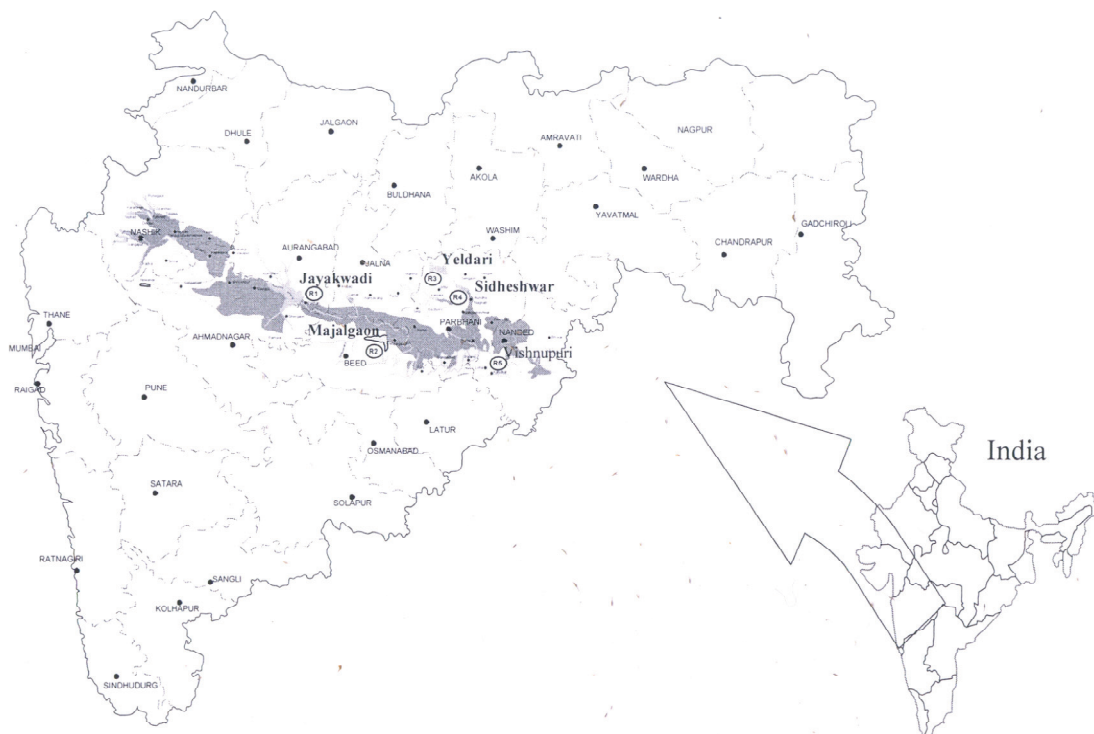 NANDURBAR
DHULE
JALGAON
AMRAVATI
NAGPUR
BULDHANA
AKOLA
WARDHA
YAVATMAL
GADCHIROLI
NASHIK
WASHIM
CHANDRAPUR
AURANGABAD
JALNA
Yeldari
R3
Jayakwadi
R1
Sidheshwar
R4
THANE
Majalgaon
PARBHANI
AHMADNAGAR
NANDED
MUMBAI
R2
BEED
Vishnupuri
R5
RAIGAD
PUNE
LATUR
OSMANABAD
India
SATARA
SOLAPUR
RATNAGIRI
SANGLI
KOLHAPUR
SINDHUDURG